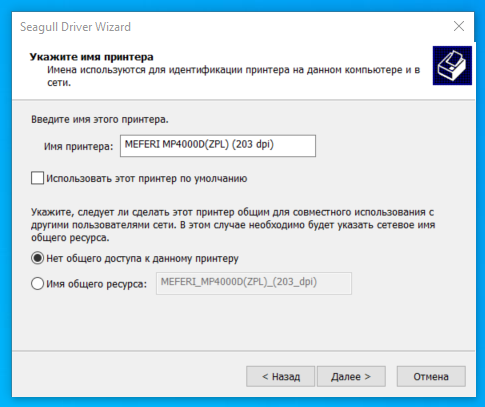 Seagull Driver Wizard
Укажите имя принтера
Имена используются для идентификации принтера на данном компьютере и в
сети.
Введите имя этого принтера.
Имя принтера: MEFERI MP4000D(ZPL) (203 dpi)
Использовать этот принтер по умолчанию
Укажите, следует ли сделать этот принтер общим для совместного использования с
другими пользователями сети. В этом случае необходимо будет указать сетевое имя
общего ресурса.
Нет общего доступа к данному принтеру
Имя общего ресурса: MEFERI_MP4000D(ZPL)_(203_dpi)
< Назад Далее > Отмена